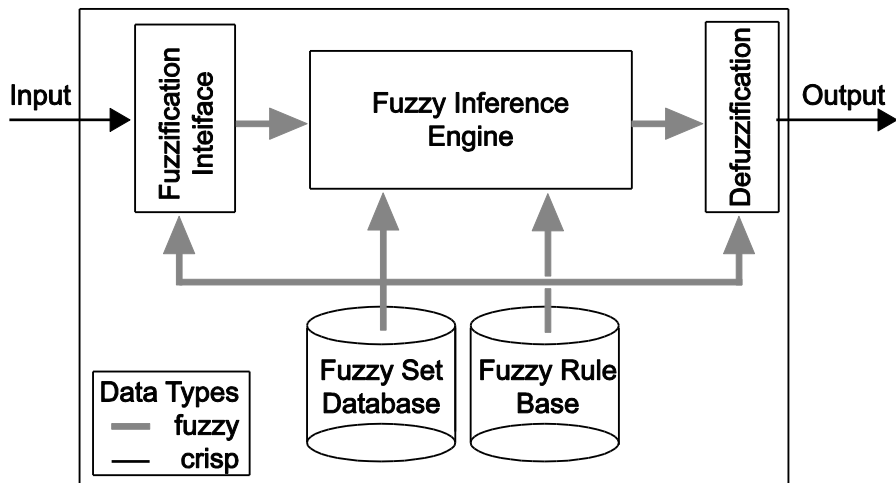 Input
Fuzzification
Inteiface
Fuzzy Inference
Engine
Defuzzification
Output
Fuzzy Set
Database
Fuzzy Rule
Base
Data Types
fuzzy
crisp